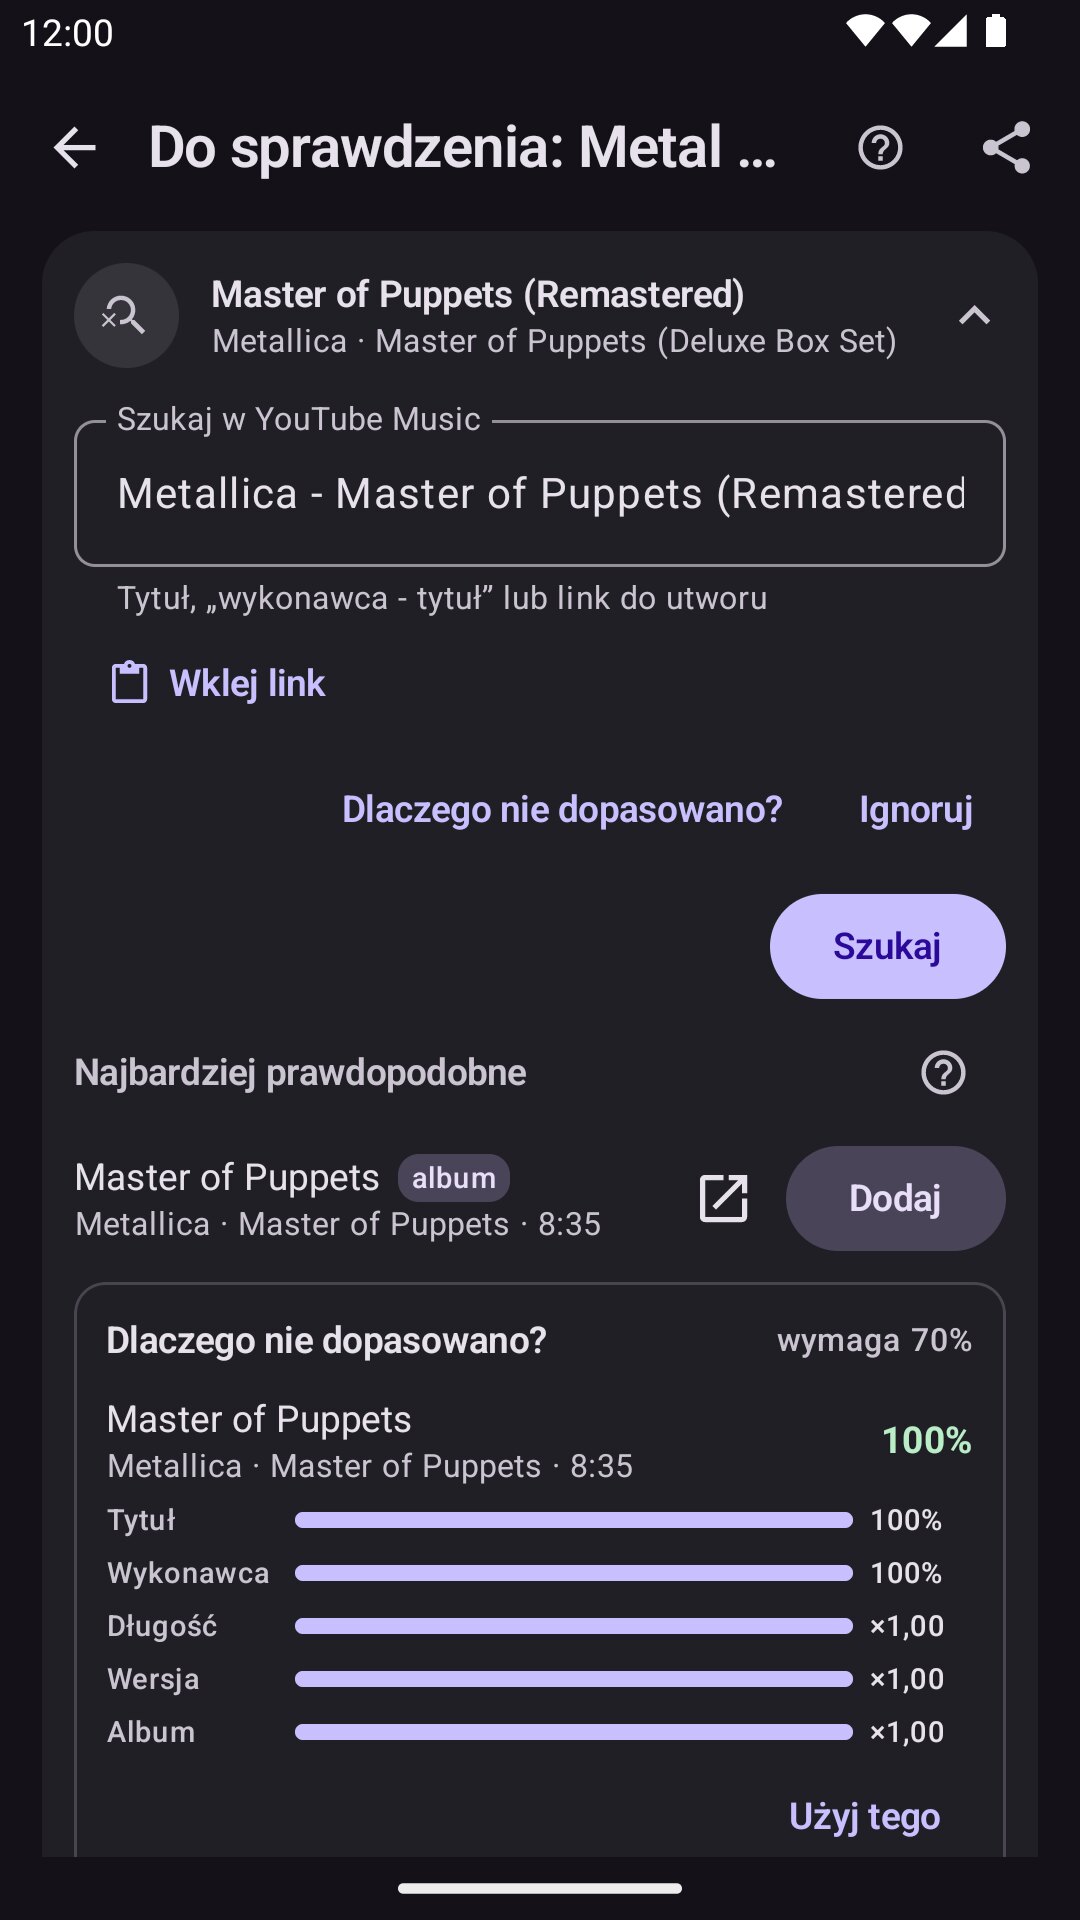 12:00
Do sprawdzenia: Metal ...
Master of Puppets (Remastered)
Metallica · Master of Puppets (Deluxe Box Set)
Szukaj w YouTube Music
Metallica - Master of Puppets (Remastered
Tytuł, „wykonawca - tytuł” lub link do utworu
Wklej link
Dlaczego nie dopasowano? Ignoruj
Szukaj
Najbardziej prawdopodobne
Master of Puppets album
Metallica · Master of Puppets · 8:35
Dodaj
Dlaczego nie dopasowano? wymaga 70%
Master of Puppets
Metallica · Master of Puppets · 8:35
100%
Tytuł 100%
Wykonawca 100%
Długość ×1,00
Wersja ×1,00
Album ×1,00
Użyj tego